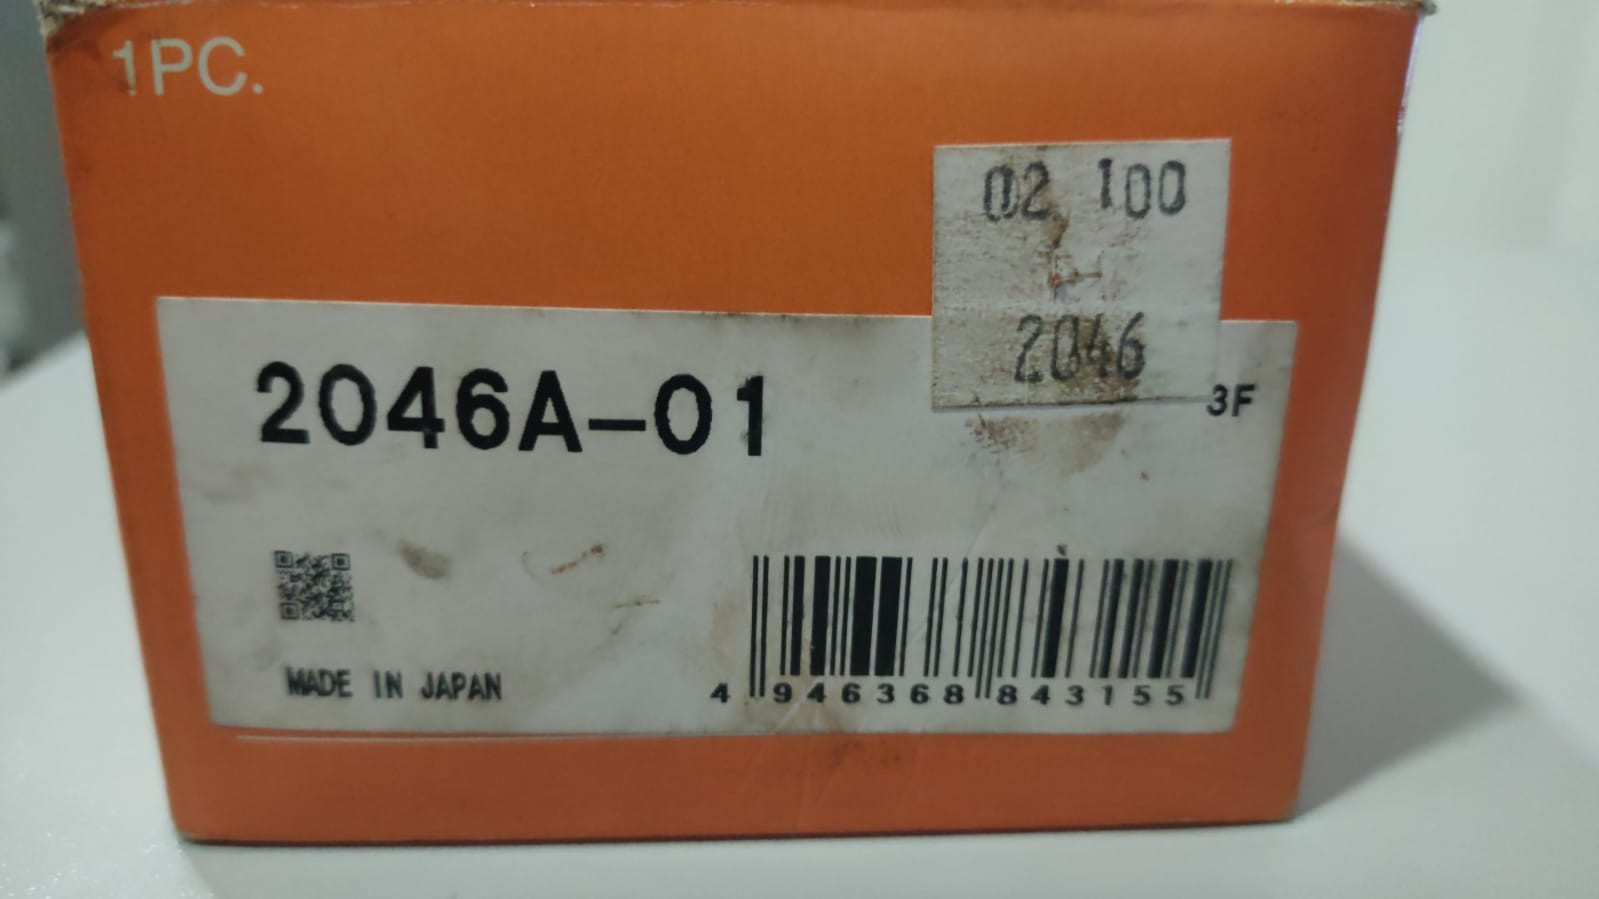 1PC.
02 100
2046
2046A-01
3F
MADE IN JAPAN
4 946368 843155